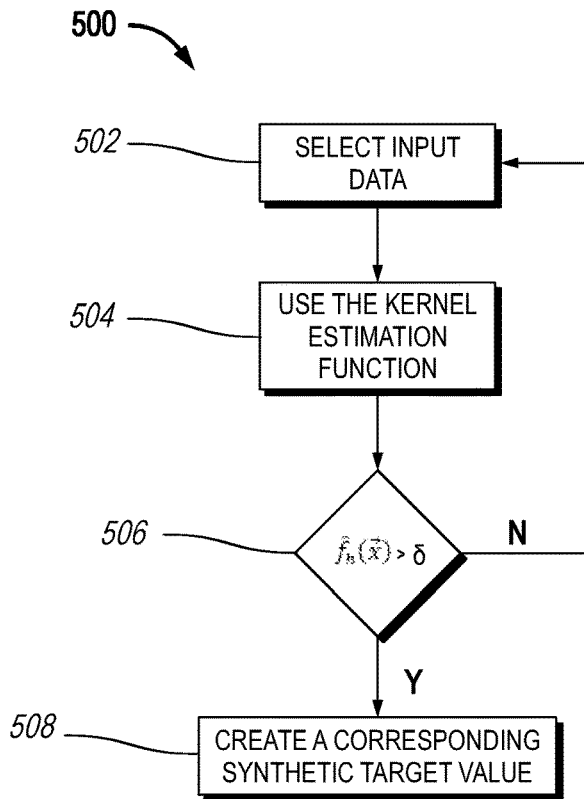 500
502
SELECT INPUT
DATA
504
USE THE KERNEL
ESTIMATION
FUNCTION
506
f̂ₕ(x⃗) > δ
N
Y
508
CREATE A CORRESPONDING
SYNTHETIC TARGET VALUE